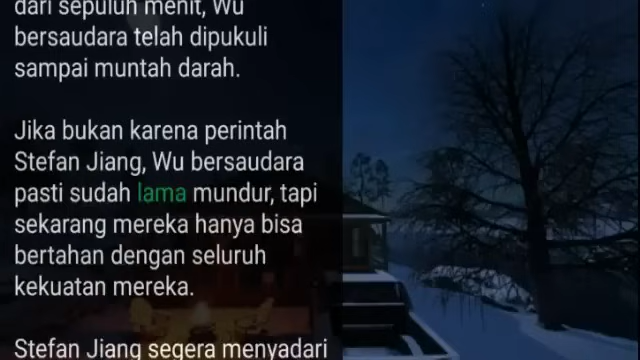 dari sepuluh menit, Wu
bersaudara telah dipukuli
sampai muntah darah.
Jika bukan karena perintah
Stefan Jiang, Wu bersaudara
pasti sudah lama mundur, tapi
sekarang mereka hanya bisa
bertahan dengan seluruh
kekuatan mereka.
Stefan Jiang segera menyadari